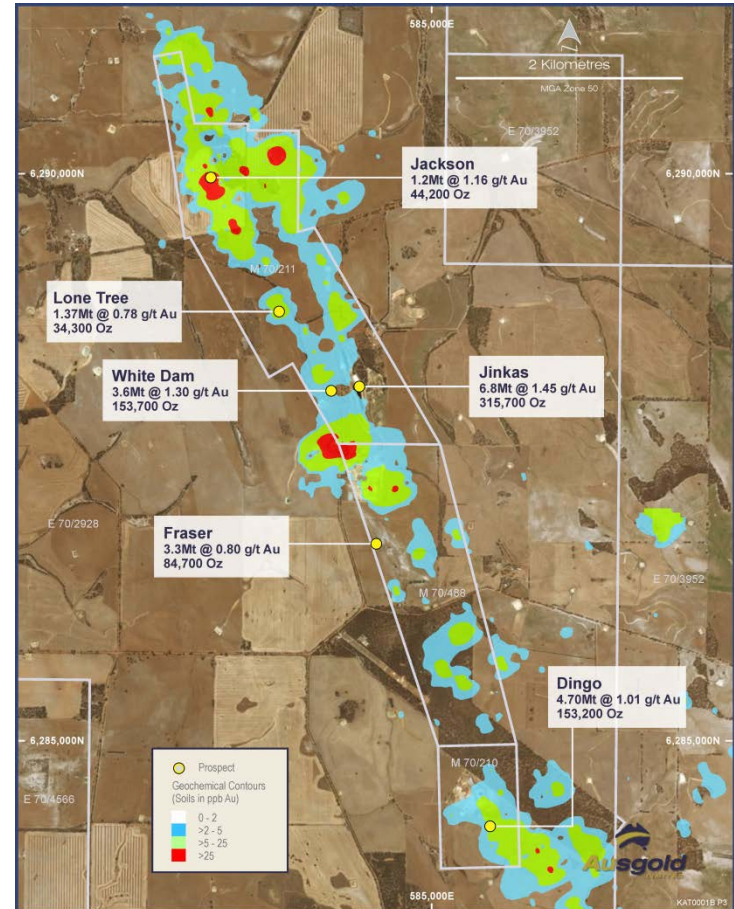 585,000E
2 Kilometres
MGA Zone 50
E 70/3952
6,290,000N
6,290,000N
Jackson
1.2Mt @ 1.16 g/t Au
44,200 Oz
M 70/211
Lone Tree
1.37Mt @ 0.78 g/t Au
34,300 Oz
White Dam
3.6Mt @ 1.30 g/t Au
153,700 Oz
Jinkas
6.8Mt @ 1.45 g/t Au
315,700 Oz
E 70/2928
Fraser
3.3Mt @ 0.80 g/t Au
84,700 Oz
E 70/3952
M 70/488
Dingo
4.70Mt @ 1.01 g/t Au
153,200 Oz
6,285,000N
6,285,000N
M 70/210
E 70/4566
Prospect
Geochemical Contours
(Soils in ppb Au)
0 - 2
>2 - 5
>5 - 25
>25
Ausgold
585,000E
KAT0001B P3